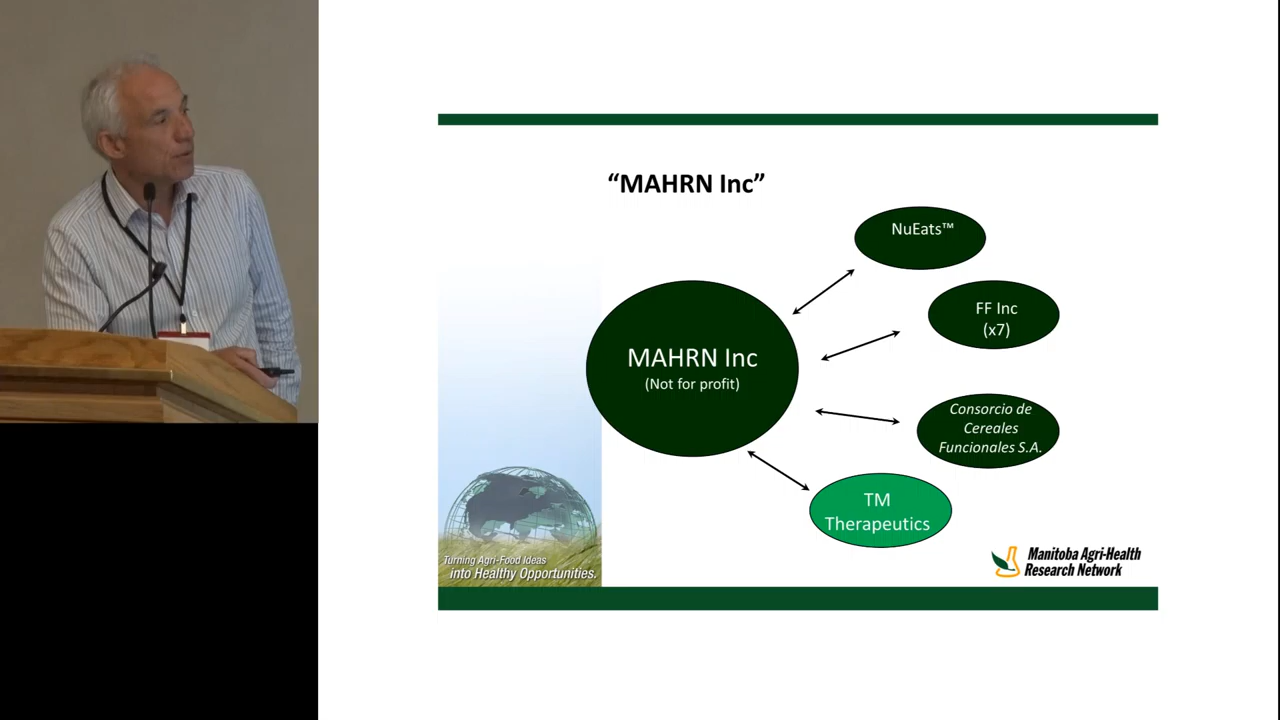 “MAHRN Inc”
NuEats™
FF Inc
(x7)
MAHRN Inc
(Not for profit)
Consorcio de
Cereales
Funcionales S.A.
TM
Therapeutics
Turning Agri-Food Ideas
into Healthy Opportunities.
Manitoba Agri-Health
Research Network